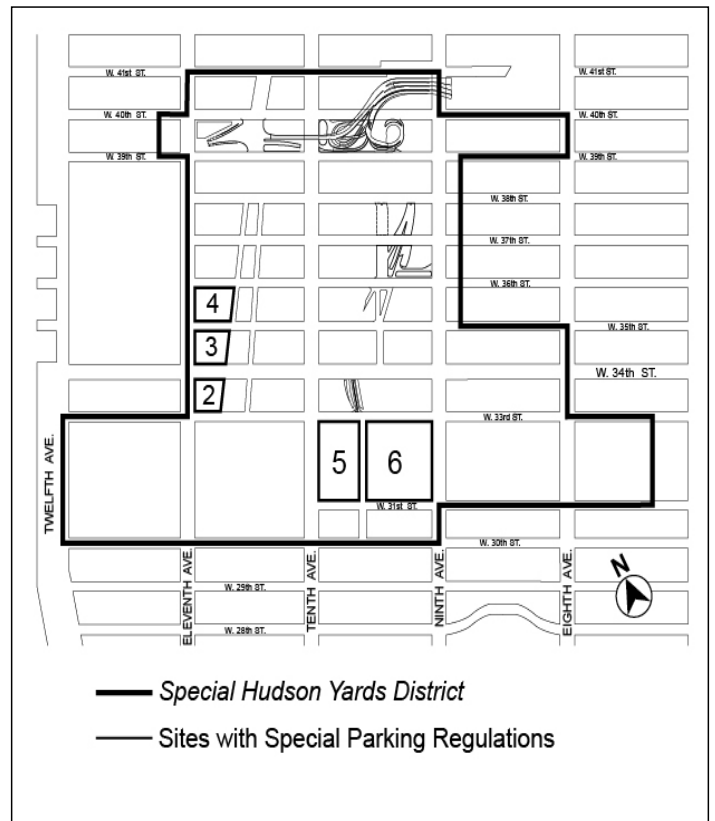 W. 41st ST.
W. 41st ST.
W. 40th ST.
W. 40th ST.
W. 39th ST.
W. 39th ST.
W. 38th ST.
W. 37th ST.
W. 36th ST.
4
W. 35th ST.
3
W. 34th ST.
2
W. 33rd ST.
TWELFTH AVE.
5
6
W. 31st ST.
W. 30th ST.
ELEVENTH AVE.
TENTH AVE.
NINTH AVE.
EIGHTH AVE.
N
W. 29th ST.
W. 28th ST.
Special Hudson Yards District
Sites with Special Parking Regulations